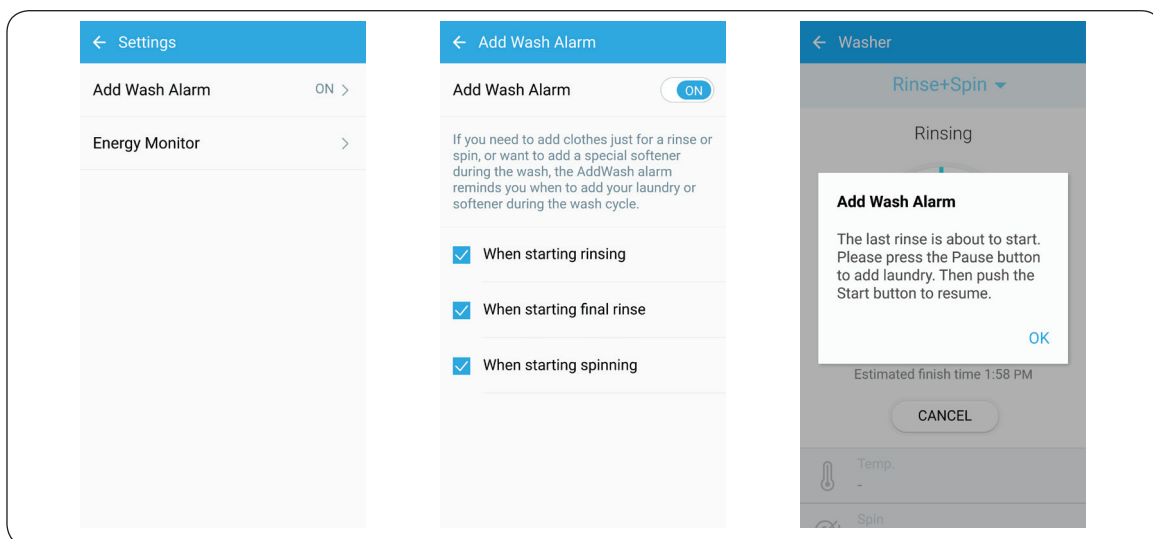 Settings
Add Wash Alarm ON
Energy Monitor
Add Wash Alarm
Add Wash Alarm ON
If you need to add clothes just for a rinse or
spin, or want to add a special softener
during the wash, the AddWash alarm
reminds you when to add your laundry or
softener during the wash cycle.
When starting rinsing
When starting final rinse
When starting spinning
Washer
Rinse+Spin
Rinsing
Add Wash Alarm
The last rinse is about to start.
Please press the Pause button
to add laundry. Then push the
Start button to resume.
OK
Estimated finish time 1:58 PM
CANCEL
Temp.
-
Spin